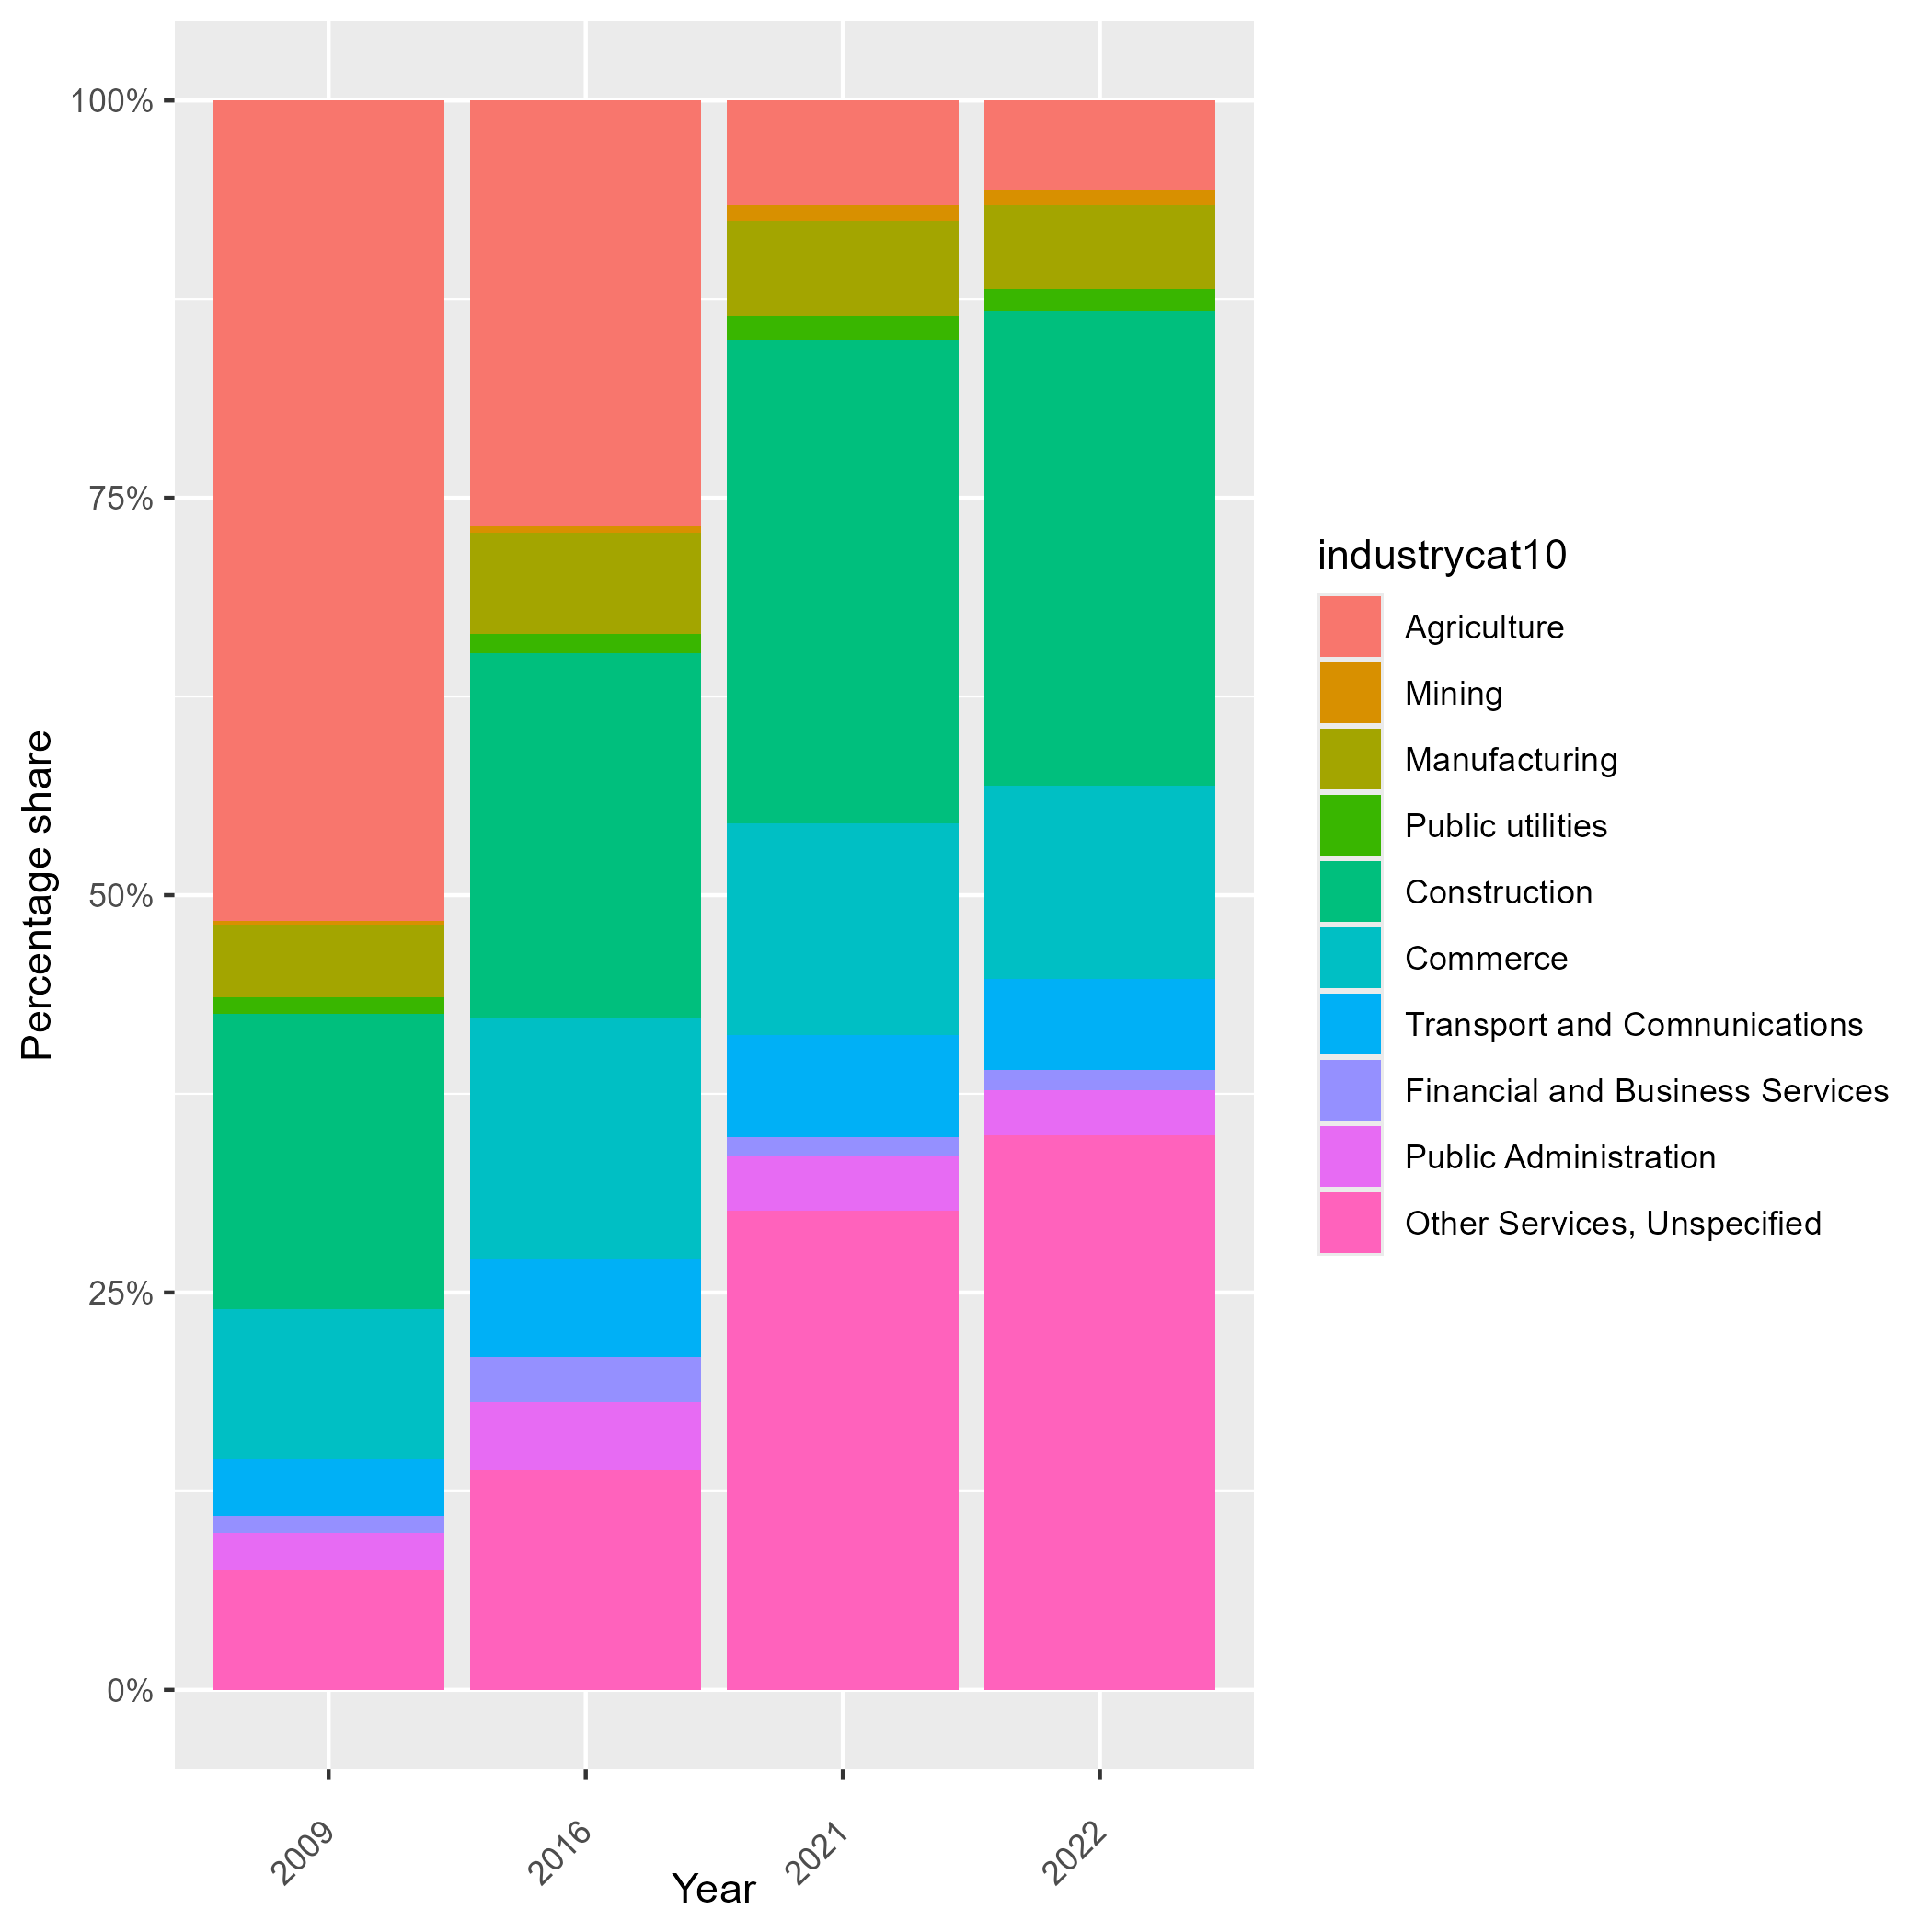 100%
75%
50%
25%
0%
Percentage share
2009
2016
2021
2022
Year
industrycat10
Agriculture
Mining
Manufacturing
Public utilities
Construction
Commerce
Transport and Comnunications
Financial and Business Services
Public Administration
Other Services, Unspecified